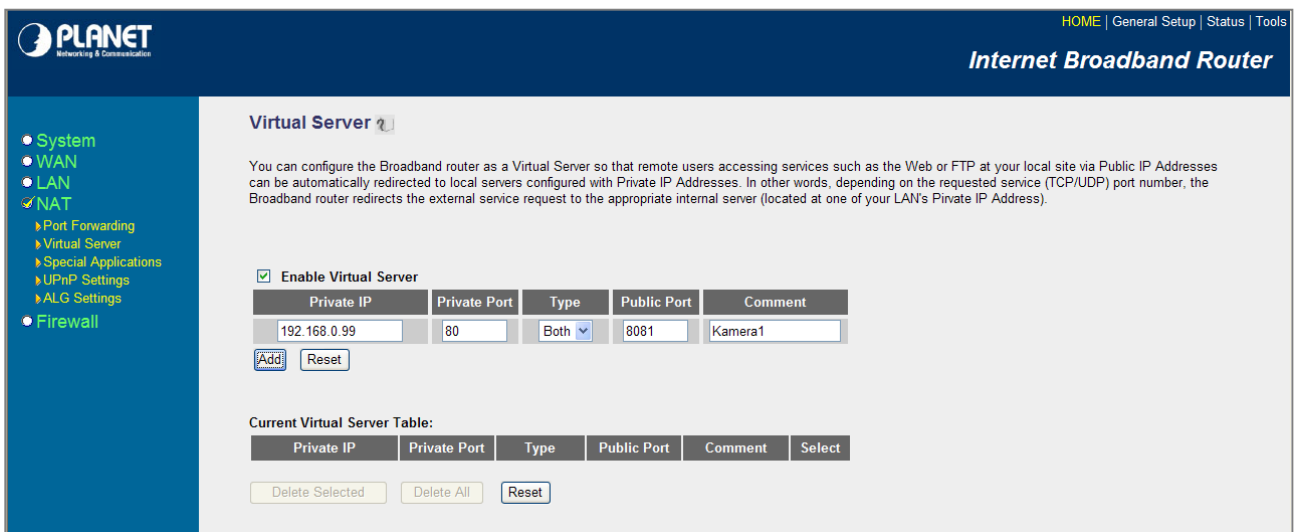 PLANET
Networking & Communication
HOME | General Setup | Status | Tools
Internet Broadband Router
System
WAN
LAN
NAT
Port Forwarding
Virtual Server
Special Applications
UPnP Settings
ALG Settings
Firewall
Virtual Server
You can configure the Broadband router as a Virtual Server so that remote users accessing services such as the Web or FTP at your local site via Public IP Addresses
can be automatically redirected to local servers configured with Private IP Addresses. In other words, depending on the requested service (TCP/UDP) port number, the
Broadband router redirects the external service request to the appropriate internal server (located at one of your LAN's Private IP Address).
Enable Virtual Server
Private IP Private Port Type Public Port Comment
192.168.0.99 80 Both 8081 Kamera1
Add Reset
Current Virtual Server Table:
Private IP Private Port Type Public Port Comment Select
Delete Selected Delete All Reset